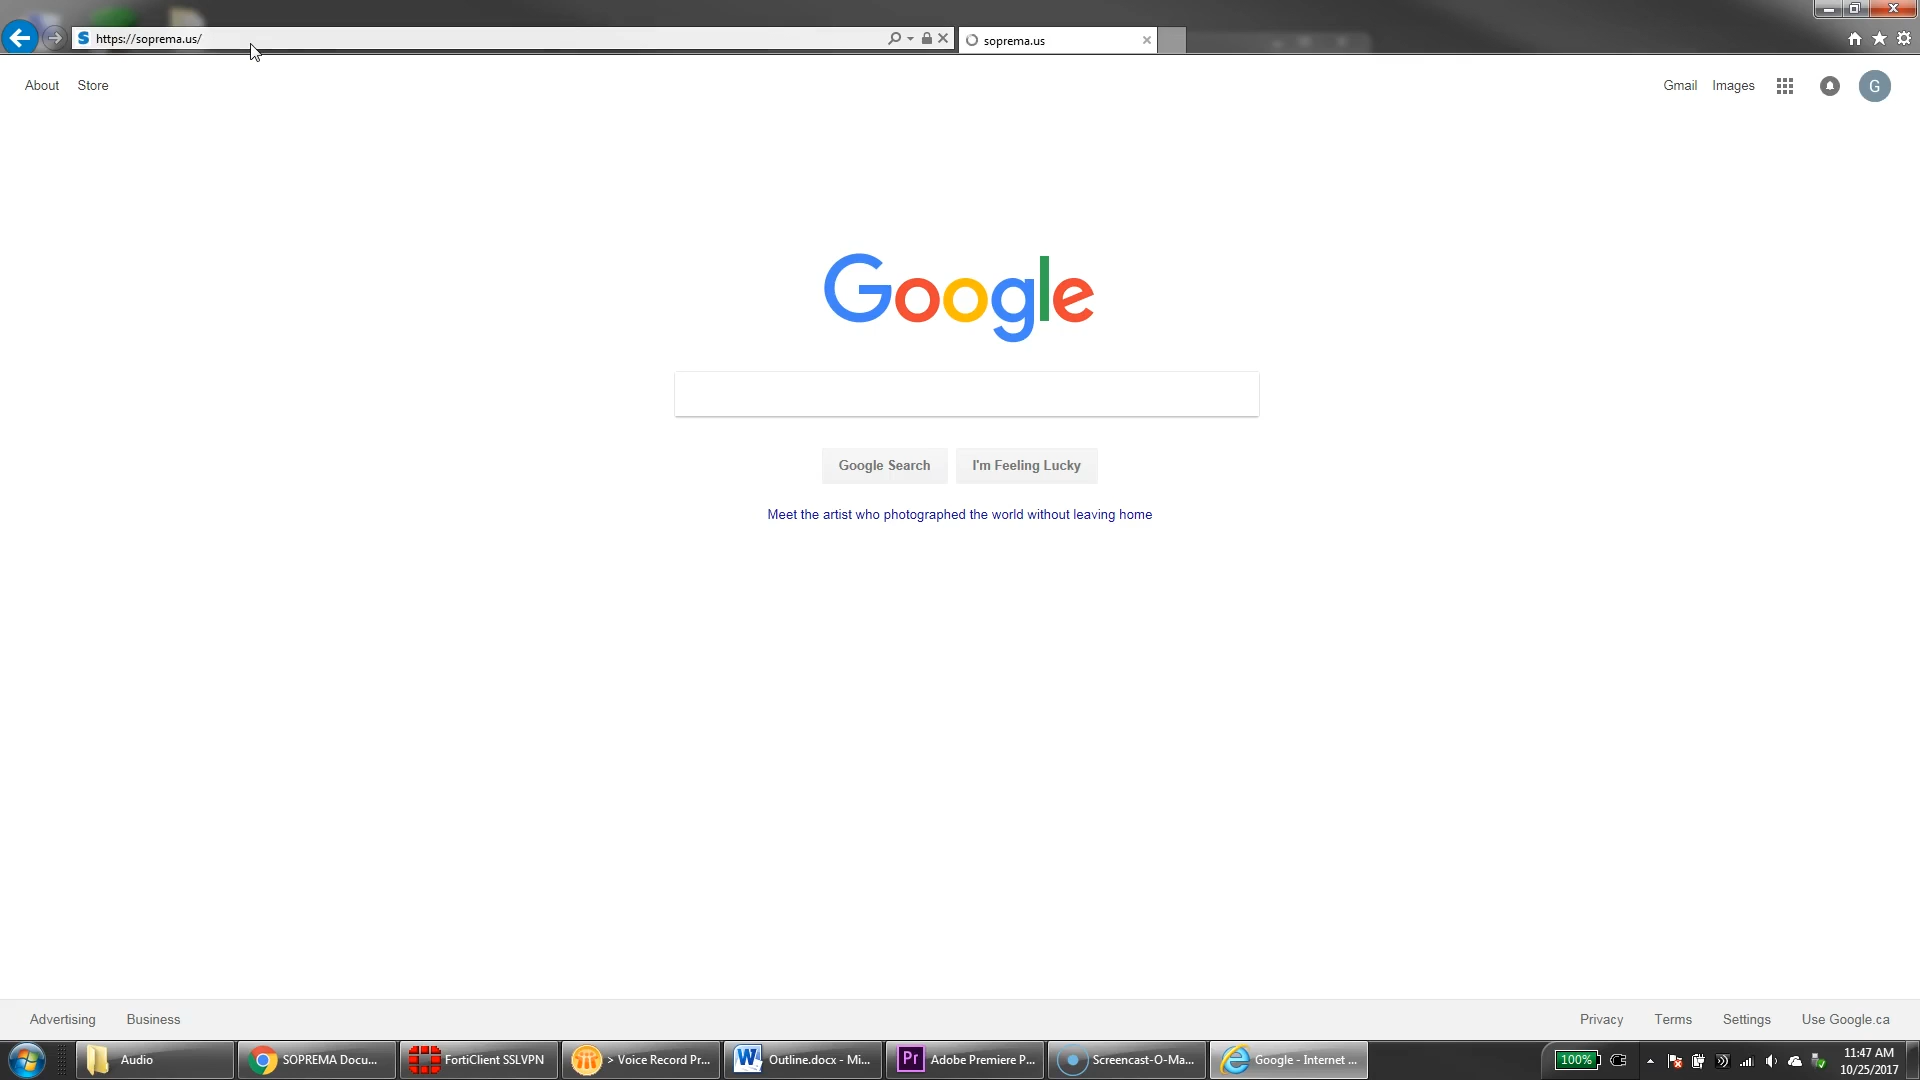 https://soprema.us/
soprema.us
About Store
Gmail Images
G
Google
Google Search I'm Feeling Lucky
Meet the artist who photographed the world without leaving home
Advertising Business
Privacy Terms Settings Use Google.ca
Audio
SOPREMA Docu...
FortiClient SSLVPN
> Voice Record Pr...
W Outline.docx - Mi...
Pr Adobe Premiere P...
Screencast-O-Ma...
Google - Internet ...
100%
11:47 AM
10/25/2017